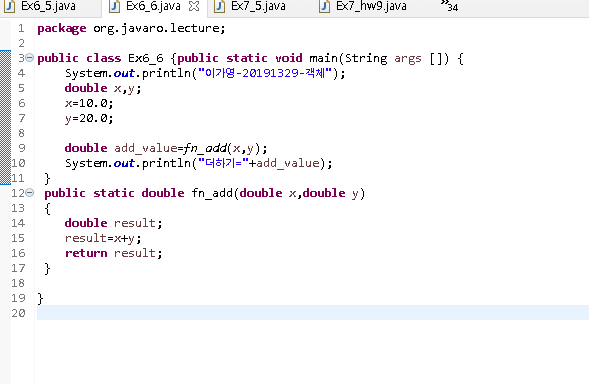 Ex6_5.java Ex6_6.java Ex7_5.java Ex7_hw9.java »34
1 package org.javaro.lecture;
2
3 public class Ex6_6 {public static void main(String args []) {
4 System.out.println("이가영-20191329-객체");
5 double x,y;
6 x=10.0;
7 y=20.0;
8
9 double add_value=fn_add(x,y);
10 System.out.println("더하기="+add_value);
11 }
12 public static double fn_add(double x,double y)
13 {
14 double result;
15 result=x+y;
16 return result;
17 }
18
19 }
20